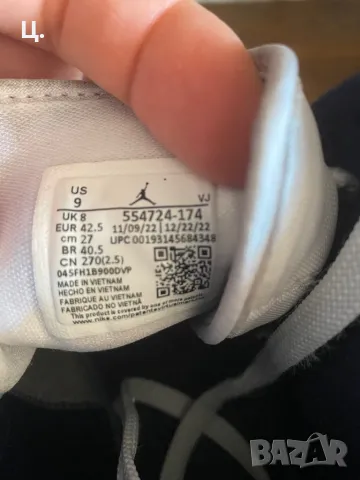 Ц.
US
9
VJ
UK 8
554724-174
EUR 42.5
11/09/22 12/22/22
cm 27
UPC 00193145684348
BR 40.5
CN 270(2.5)
04SFH1B900DVP
MADE IN VIETNAM
HECHO EN VIETNAM
FABRIQUE AU VIETNAM
FABRICADO NO VIETNÃ
BAZAR